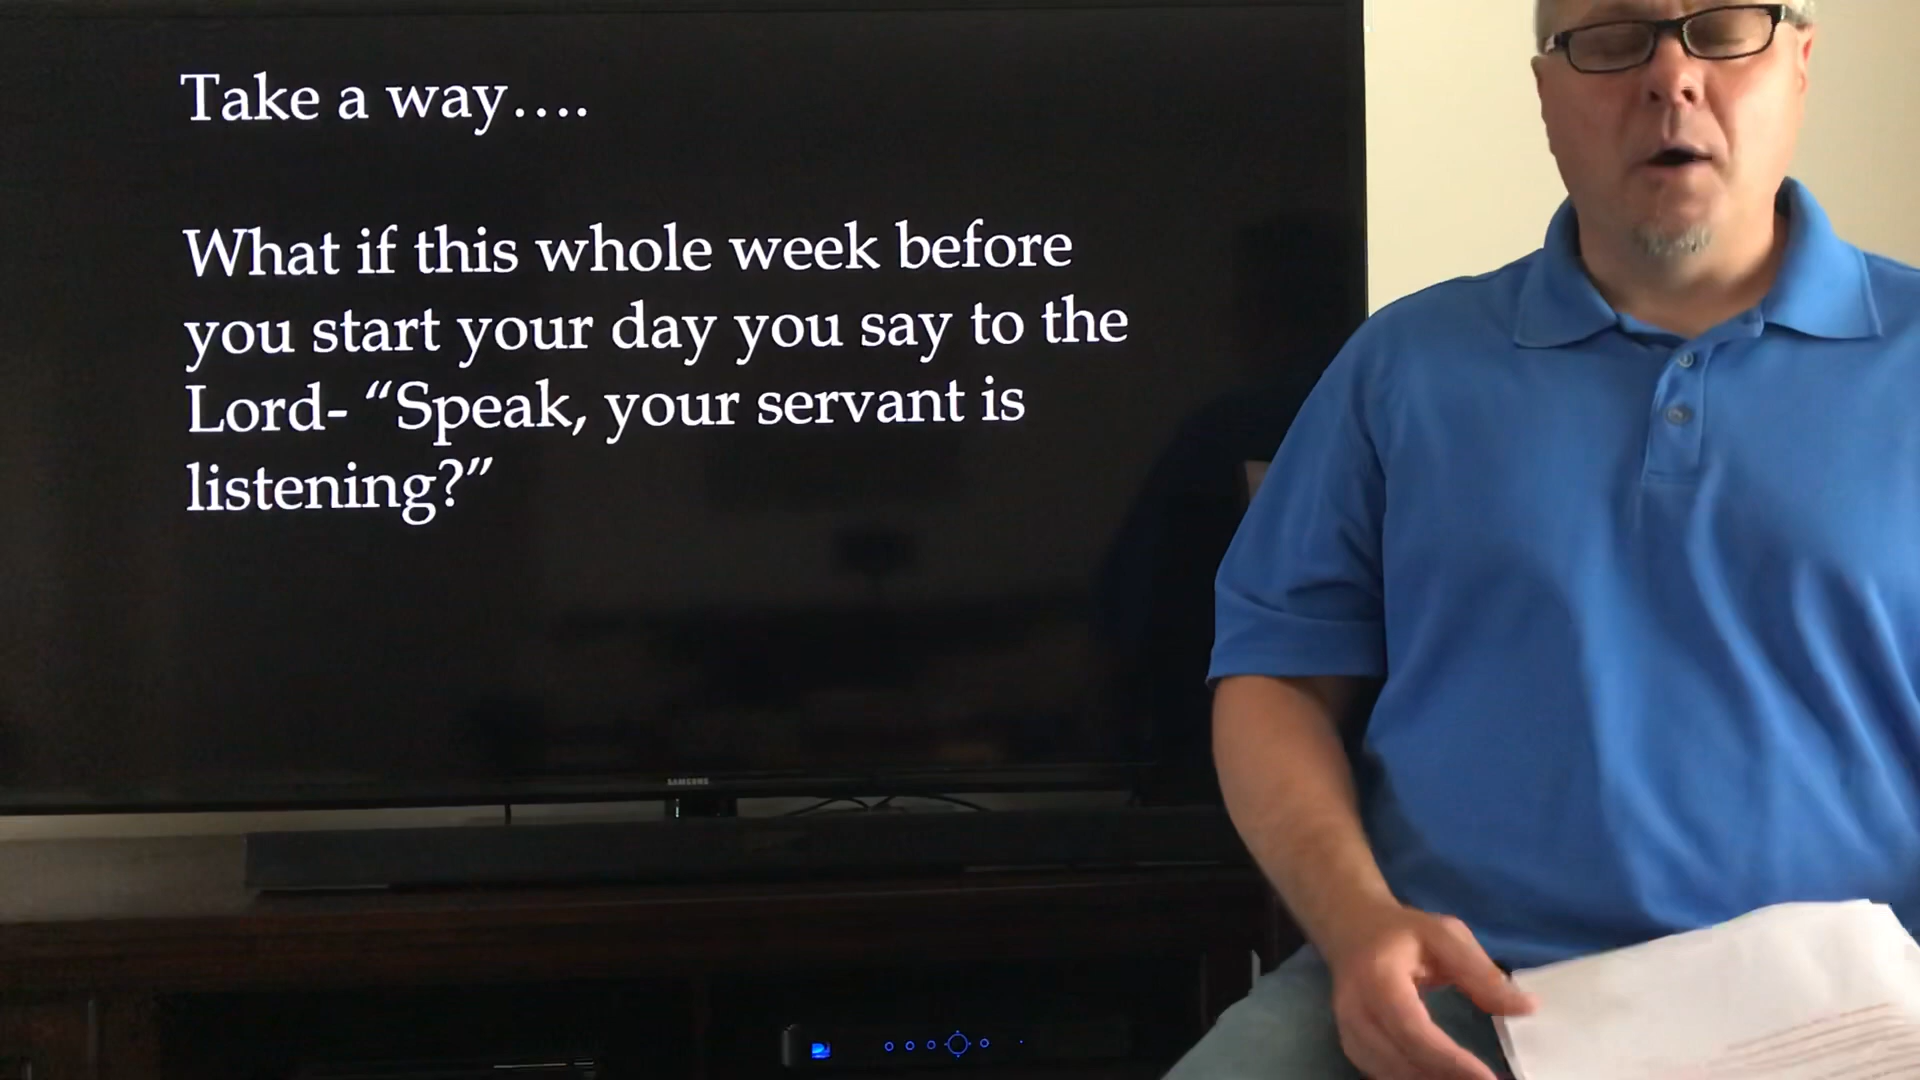 Take a way….
What if this whole week before
you start your day you say to the
Lord- “Speak, your servant is
listening?”
SAMSUNG